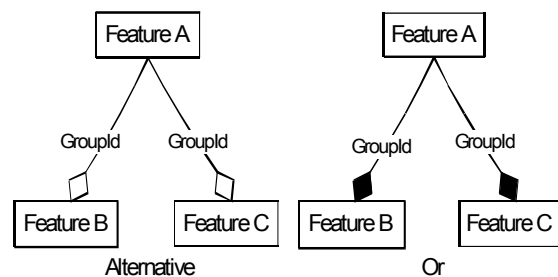 Feature A
Feature A
GroupId
GroupId
GroupId
GroupId
Feature B
Feature C
Feature B
Feature C
Alternative
Or